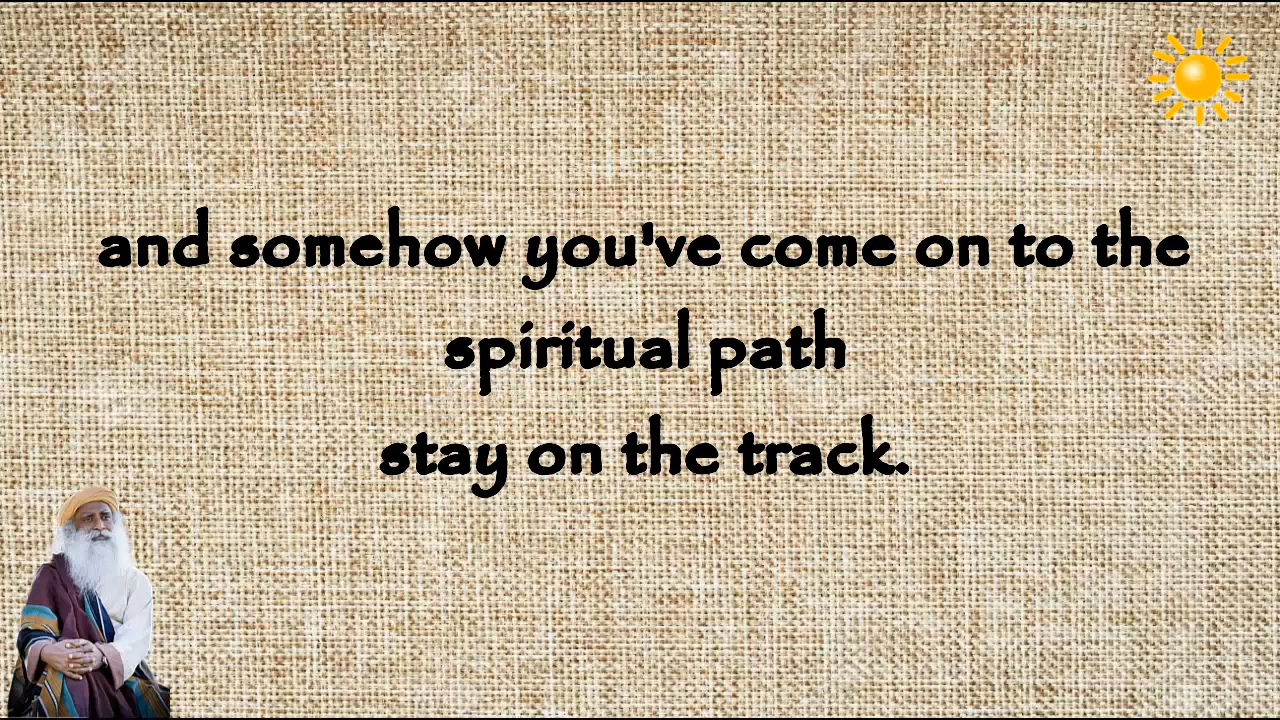 and somehow you've come on to the
spiritual path
stay on the track.